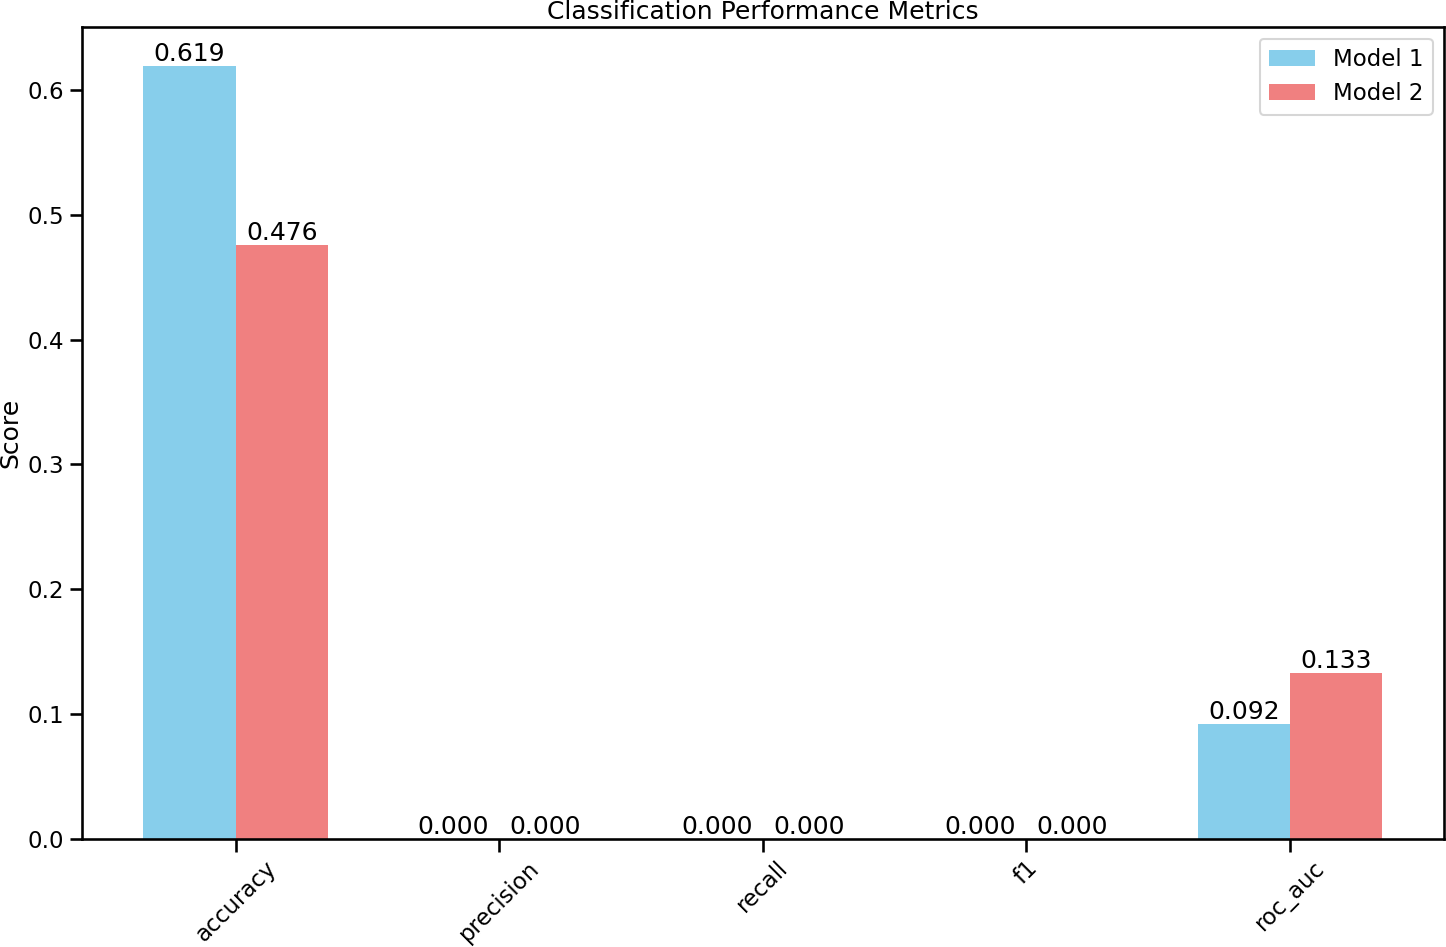 Classification Performance Metrics
Model 1
Model 2
Score
0.6
0.5
0.4
0.3
0.2
0.1
0.0
0.619
0.476
0.000 0.000
0.000 0.000
0.000 0.000
0.092
0.133
accuracy
precision
recall
f1
roc_auc